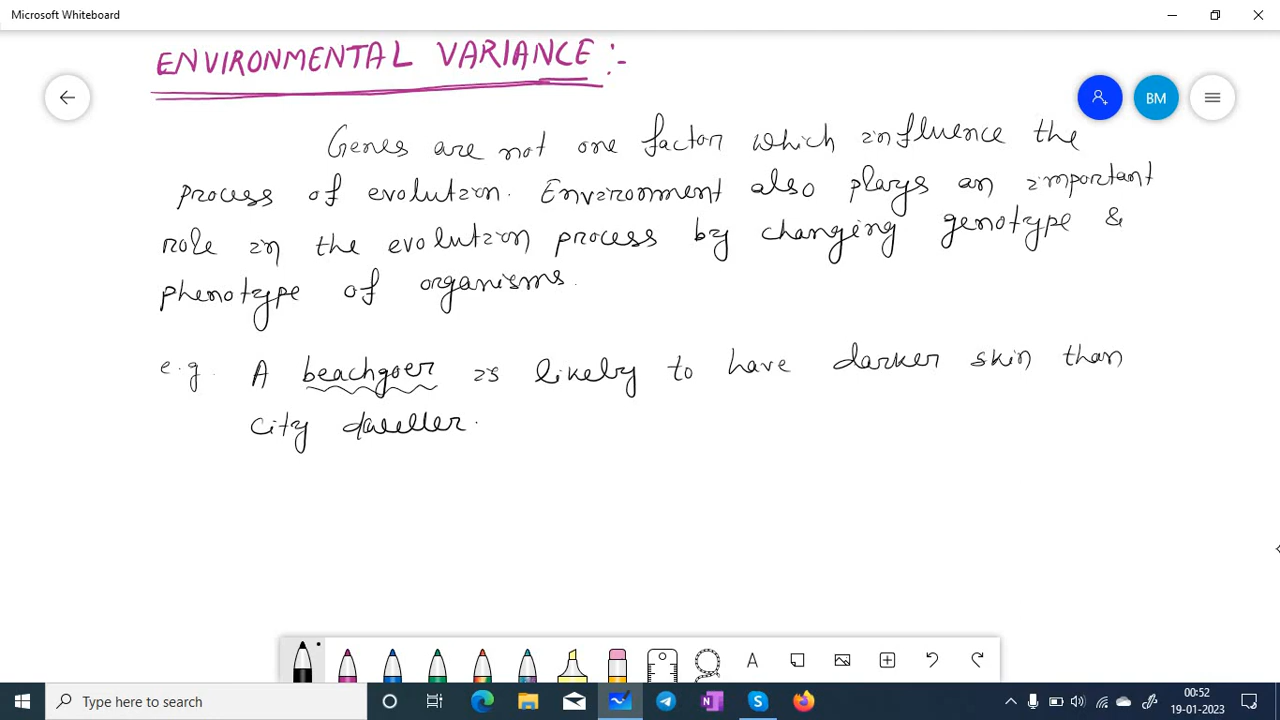 Microsoft Whiteboard
ENVIRONMENTAL VARIANCE :-
BM
Genes are not one factor which influence the
process of evolution. Environment also plays an important
role in the evolution process by changing genotype &
phenotype of organisms.
e.g. A beachgoer is likely to have darker skin than
city dweller.
A
Type here to search
00:52
19-01-2023